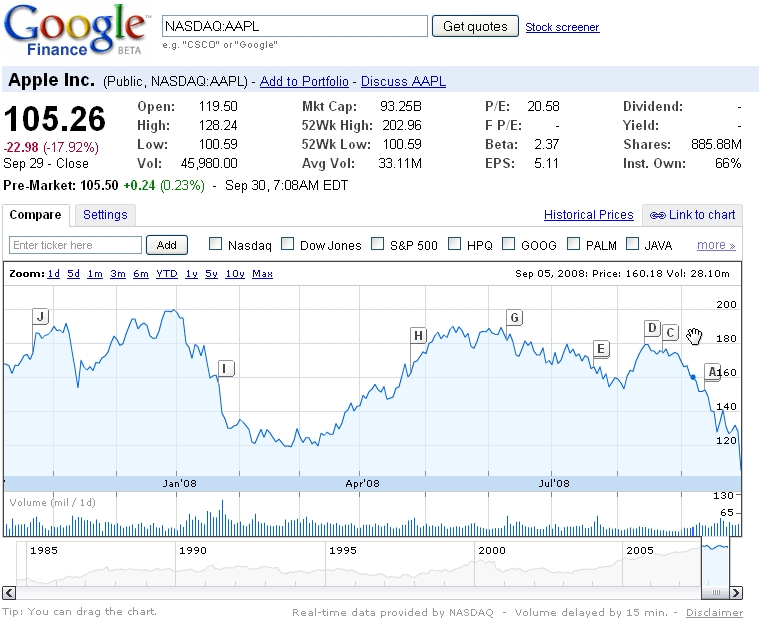 Google™
Finance BETA
NASDAQ:AAPL Get quotes Stock screener
e.g. "CSCO" or "Google"
Apple Inc. (Public, NASDAQ:AAPL) - Add to Portfolio - Discuss AAPL
105.26
-22.98 (-17.92%)
Sep 29 - Close
Open: 119.50 Mkt Cap: 93.25B P/E: 20.58 Dividend: -
High: 128.24 52Wk High: 202.96 F P/E: - Yield: -
Low: 100.59 52Wk Low: 100.59 Beta: 2.37 Shares: 885.88M
Vol: 45,980.00 Avg Vol: 33.11M EPS: 5.11 Inst. Own: 66%
Pre-Market: 105.50 +0.24 (0.23%) - Sep 30, 7:08AM EDT
Compare Settings Historical Prices Link to chart
Enter ticker here Add Nasdaq Dow Jones S&P 500 HPQ GOOG PALM JAVA more »
Zoom: 1d 5d 1m 3m 6m YTD 1y 5y 10y Max Sep 05, 2008: Price: 160.18 Vol: 28.10m
200
J G
D C
H 180
E
I A 160
140
120
Jan'08 Apr'08 Jul'08
Volume (mil / 1d) 130
65
1985 1990 1995 2000 2005
Tip: You can drag the chart. Real-time data provided by NASDAQ - Volume delayed by 15 min. - Disclaimer